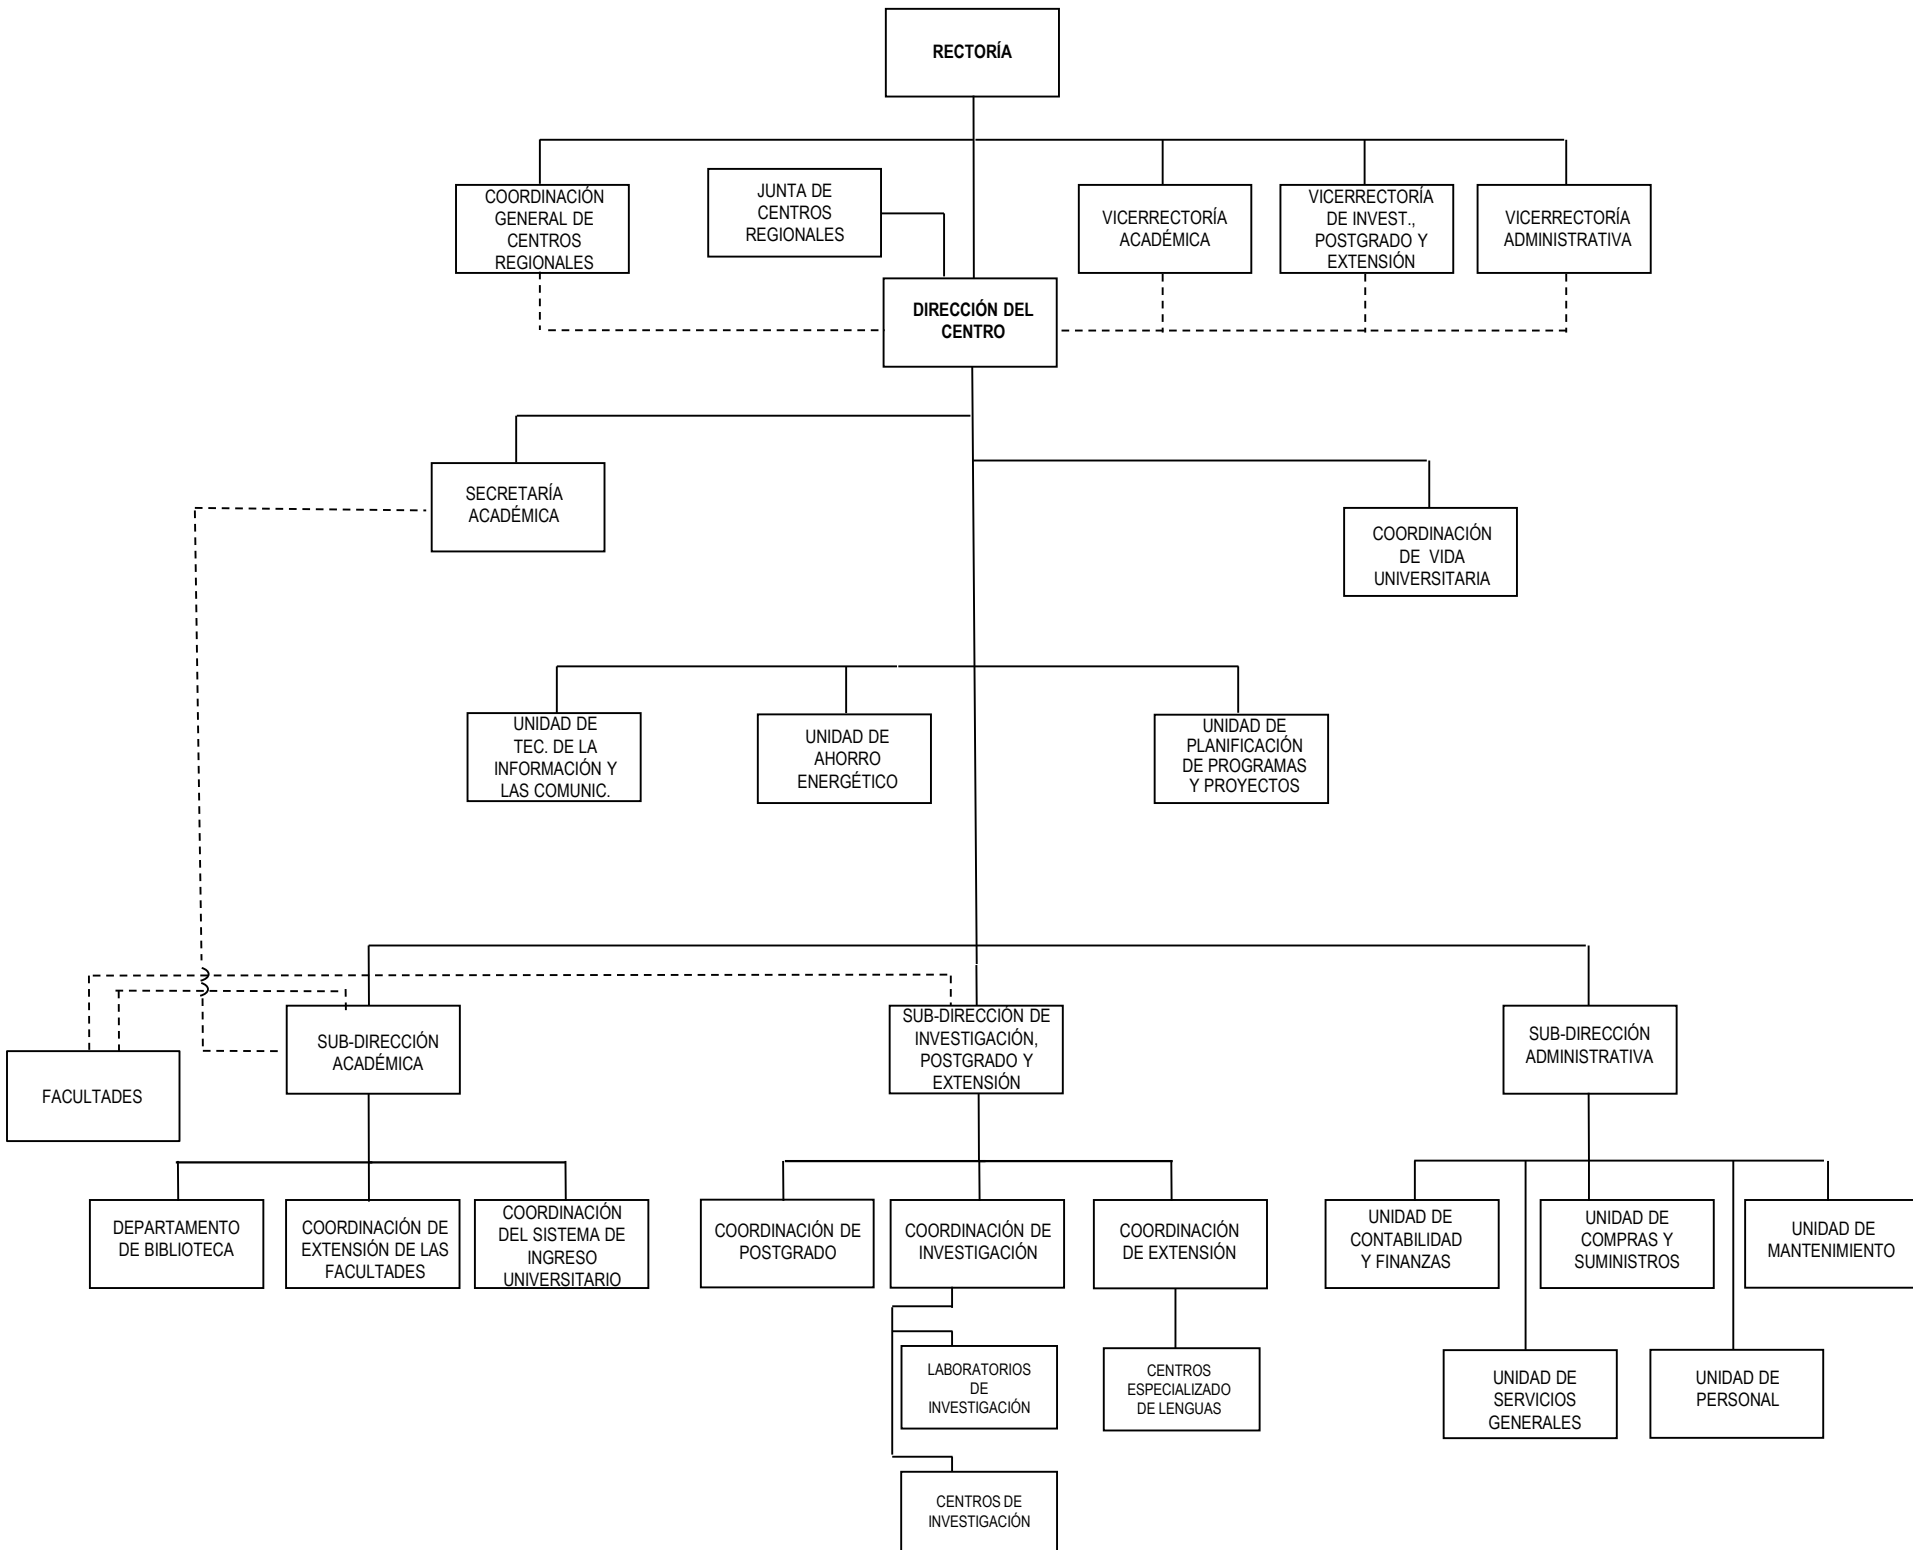 RECTORÍA
COORDINACIÓN
GENERAL DE
CENTROS
REGIONALES
JUNTA DE
CENTROS
REGIONALES
VICERRECTORÍA
ACADÉMICA
VICERRECTORÍA
DE INVEST.,
POSTGRADO Y
EXTENSIÓN
VICERRECTORÍA
ADMINISTRATIVA
DIRECCIÓN DEL
CENTRO
SECRETARÍA
ACADÉMICA
COORDINACIÓN
DE VIDA
UNIVERSITARIA
UNIDAD DE
TEC. DE LA
INFORMACIÓN Y
LAS COMUNIC.
UNIDAD DE
AHORRO
ENERGÉTICO
UNIDAD DE
PLANIFICACIÓN
DE PROGRAMAS
Y PROYECTOS
FACULTADES
SUB-DIRECCIÓN
ACADÉMICA
SUB-DIRECCIÓN DE
INVESTIGACIÓN,
POSTGRADO Y
EXTENSIÓN
SUB-DIRECCIÓN
ADMINISTRATIVA
DEPARTAMENTO
DE BIBLIOTECA
COORDINACIÓN DE
EXTENSIÓN DE LAS
FACULTADES
COORDINACIÓN
DEL SISTEMA DE
INGRESO
UNIVERSITARIO
COORDINACIÓN DE
POSTGRADO
COORDINACIÓN DE
INVESTIGACIÓN
COORDINACIÓN
DE EXTENSIÓN
UNIDAD DE
CONTABILIDAD
Y FINANZAS
UNIDAD DE
COMPRAS Y
SUMINISTROS
UNIDAD DE
MANTENIMIENTO
LABORATORIOS
DE
INVESTIGACIÓN
CENTROS
ESPECIALIZADO
DE LENGUAS
UNIDAD DE
SERVICIOS
GENERALES
UNIDAD DE
PERSONAL
CENTROS DE
INVESTIGACIÓN